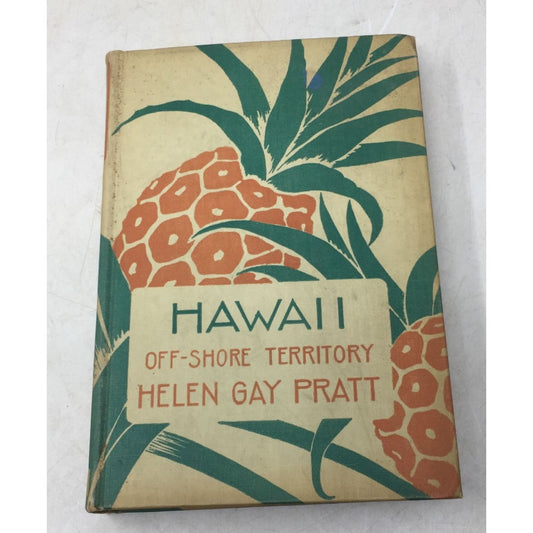 HAWAII
OFF-SHORE TERRITORY
HELEN GAY PRATT